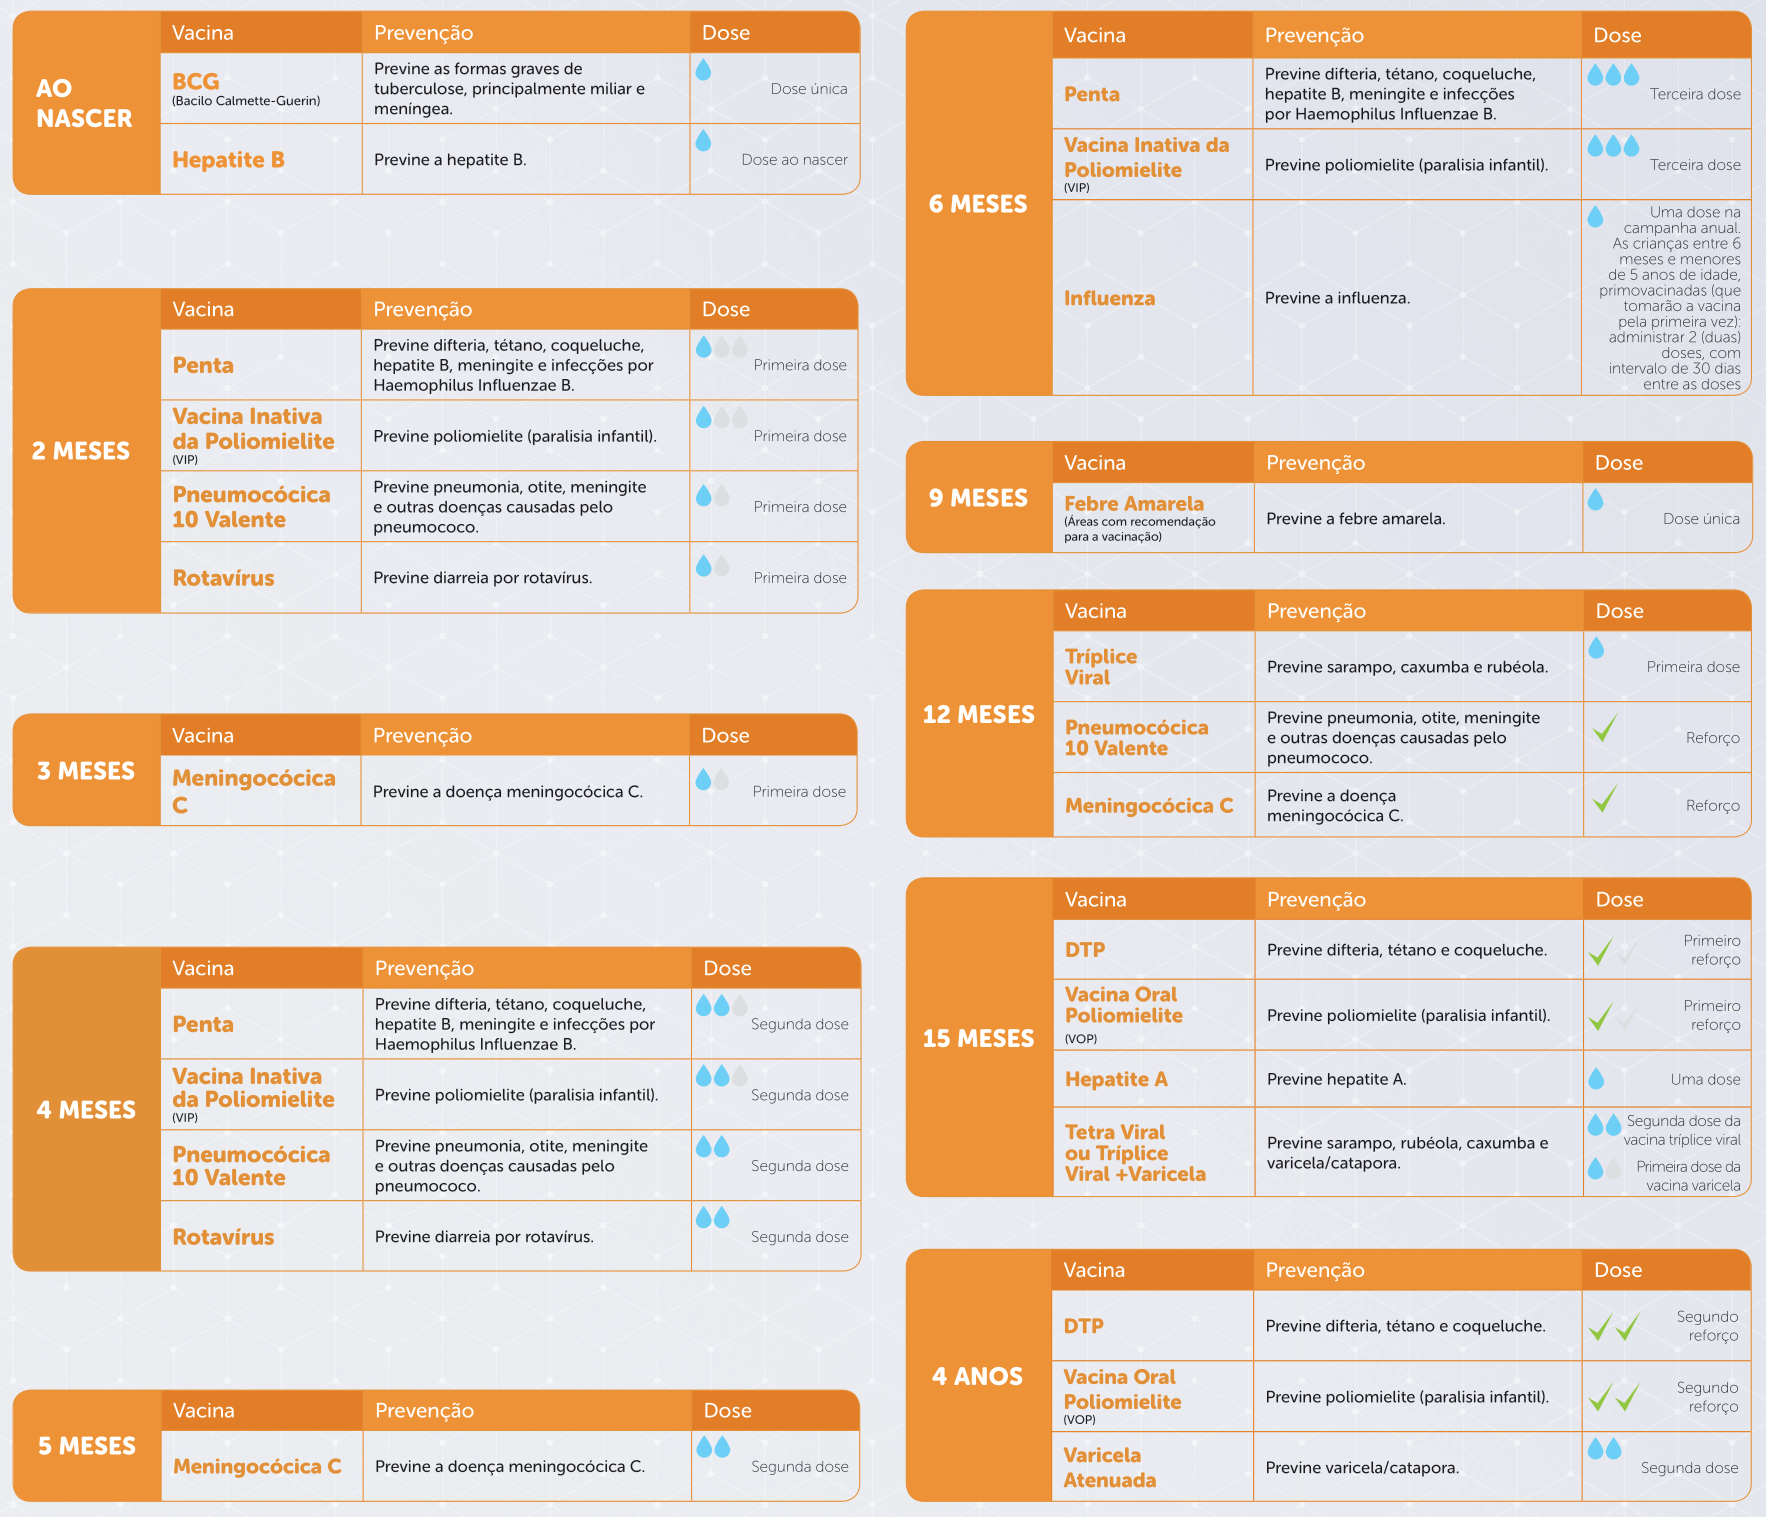 AO
NASCER
Vacina
Prevenção
Dose
BCG
(Bacilo Calmette-Guerin)
Previne as formas graves de
tuberculose, principalmente miliar e
meníngea.
Dose única
Hepatite B
Previne a hepatite B.
Dose ao nascer
2 MESES
Vacina
Prevenção
Dose
Penta
Previne difteria, tétano, coqueluche,
hepatite B, meningite e infecções por
Haemophilus Influenzae B.
Primeira dose
Vacina Inativa
da Poliomielite
(VIP)
Previne poliomielite (paralisia infantil).
Primeira dose
Pneumocócica
10 Valente
Previne pneumonia, otite, meningite
e outras doenças causadas pelo
pneumococo.
Primeira dose
Rotavírus
Previne diarreia por rotavírus.
Primeira dose
3 MESES
Vacina
Prevenção
Dose
Meningocócica
C
Previne a doença meningocócica C.
Primeira dose
4 MESES
Vacina
Prevenção
Dose
Penta
Previne difteria, tétano, coqueluche,
hepatite B, meningite e infecções por
Haemophilus Influenzae B.
Segunda dose
Vacina Inativa
da Poliomielite
(VIP)
Previne poliomielite (paralisia infantil).
Segunda dose
Pneumocócica
10 Valente
Previne pneumonia, otite, meningite
e outras doenças causadas pelo
pneumococo.
Segunda dose
Rotavírus
Previne diarreia por rotavírus.
Segunda dose
5 MESES
Vacina
Prevenção
Dose
Meningocócica C
Previne a doença meningocócica C.
Segunda dose
6 MESES
Vacina
Prevenção
Dose
Penta
Previne difteria, tétano, coqueluche,
hepatite B, meningite e infecções
por Haemophilus Influenzae B.
Terceira dose
Vacina Inativa da
Poliomielite
(VIP)
Previne poliomielite (paralisia infantil).
Terceira dose
Influenza
Previne a influenza.
Uma dose na
campanha anual.
As crianças entre 6
meses e menores
de 5 anos de idade,
primovacinadas (que
tomarão a vacina
pela primeira vez):
administrar 2 (duas)
doses, com
intervalo de 30 dias
entre as doses
9 MESES
Vacina
Prevenção
Dose
Febre Amarela
(Áreas com recomendação
para a vacinação)
Previne a febre amarela.
Dose única
12 MESES
Vacina
Prevenção
Dose
Tríplice
Viral
Previne sarampo, caxumba e rubéola.
Primeira dose
Pneumocócica
10 Valente
Previne pneumonia, otite, meningite
e outras doenças causadas pelo
pneumococo.
Reforço
Meningocócica C
Previne a doença
meningocócica C.
Reforço
15 MESES
Vacina
Prevenção
Dose
DTP
Previne difteria, tétano e coqueluche.
Primeiro
reforço
Vacina Oral
Poliomielite
(VOP)
Previne poliomielite (paralisia infantil).
Primeiro
reforço
Hepatite A
Previne hepatite A.
Uma dose
Tetra Viral
ou Tríplice
Viral +Varicela
Previne sarampo, rubéola, caxumba e
varicela/catapora.
Segunda dose da
vacina tríplice viral
Primeira dose da
vacina varicela
4 ANOS
Vacina
Prevenção
Dose
DTP
Previne difteria, tétano e coqueluche.
Segundo
reforço
Vacina Oral
Poliomielite
(VOP)
Previne poliomielite (paralisia infantil).
Segundo
reforço
Varicela
Atenuada
Previne varicela/catapora.
Segunda dose